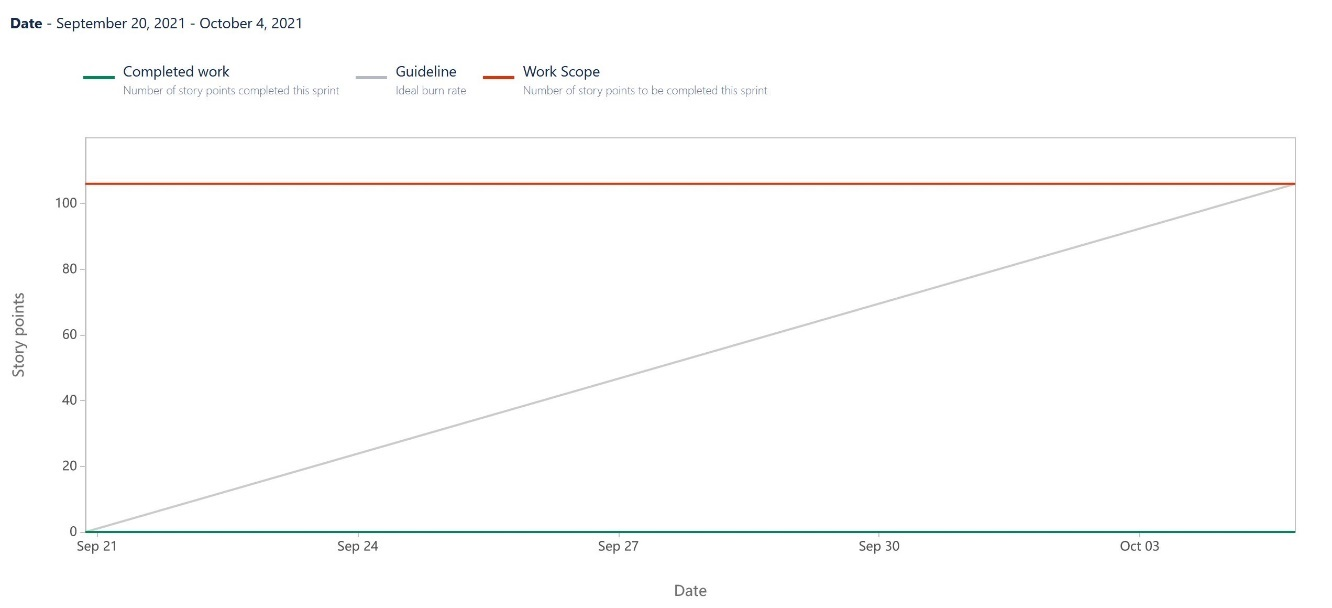 Date - September 20, 2021 - October 4, 2021
Completed work Guideline Work Scope
Number of story points completed this sprint Ideal burn rate Number of story points to be completed this sprint
100
80
60
40
20
0
Story points
Sep 21 Sep 24 Sep 27 Sep 30 Oct 03
Date